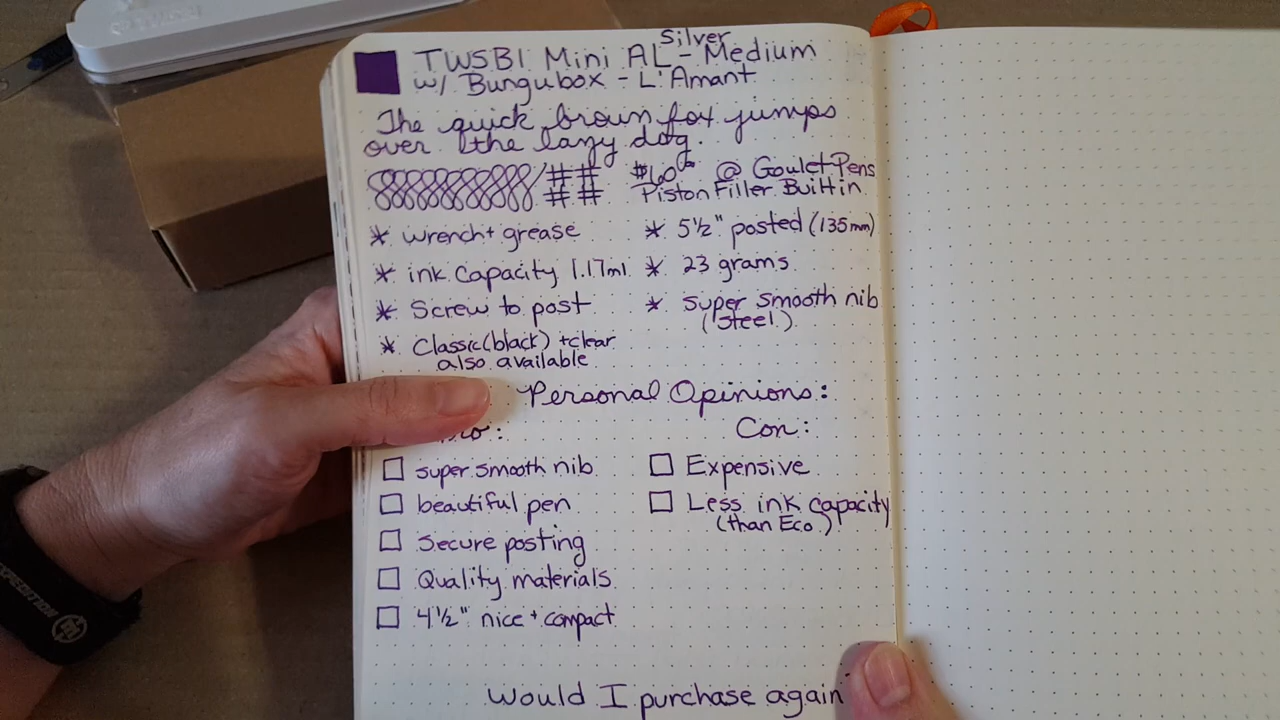 Silver
TWSBI Mini AL - Medium
w/ Bungubox - L'Amant
The quick brown fox jumps
over the lazy dog.
$60 @ Goulet Pens
Piston Filler Built in
* wrench + grease
* 5½" posted (135mm)
* ink capacity 1.17ml
* 23 grams
* Screw to post
* super smooth nib
(steel)
* Classic (black) + clear
also available
Personal Opinions:
Con:
super smooth nib
Expensive
beautiful pen
Less ink capacity
(than Eco)
Secure posting
Quality materials
4½" nice + compact
Would I purchase again